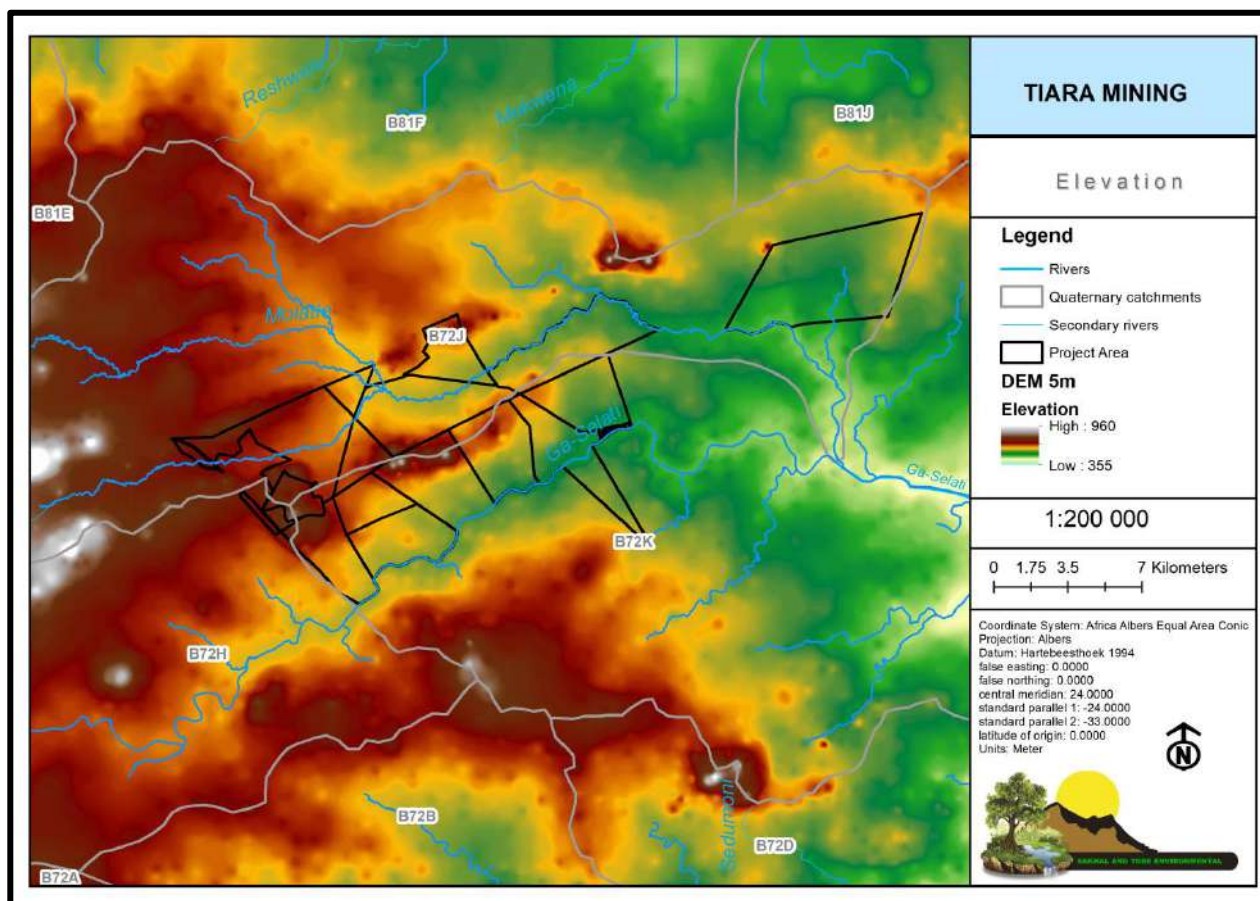 Reshwele
B81F
Makwena
B81J
B81E
Molatle
B72J
Ga-Selati
Ga-Selati
B72K
B72H
B72B
Sedumoni
B72D
B72A
TIARA MINING
Elevation
Legend
Rivers
Quaternary catchments
Secondary rivers
Project Area
DEM 5m
Elevation
High : 960
Low : 355
1:200 000
0 1.75 3.5 7 Kilometers
Coordinate System: Africa Albers Equal Area Conic
Projection: Albers
Datum: Hartebeesthoek 1994
false easting: 0.0000
false northing: 0.0000
central meridian: 24.0000
standard parallel 1: -24.0000
standard parallel 2: -33.0000
latitude of origin: 0.0000
Units: Meter
N